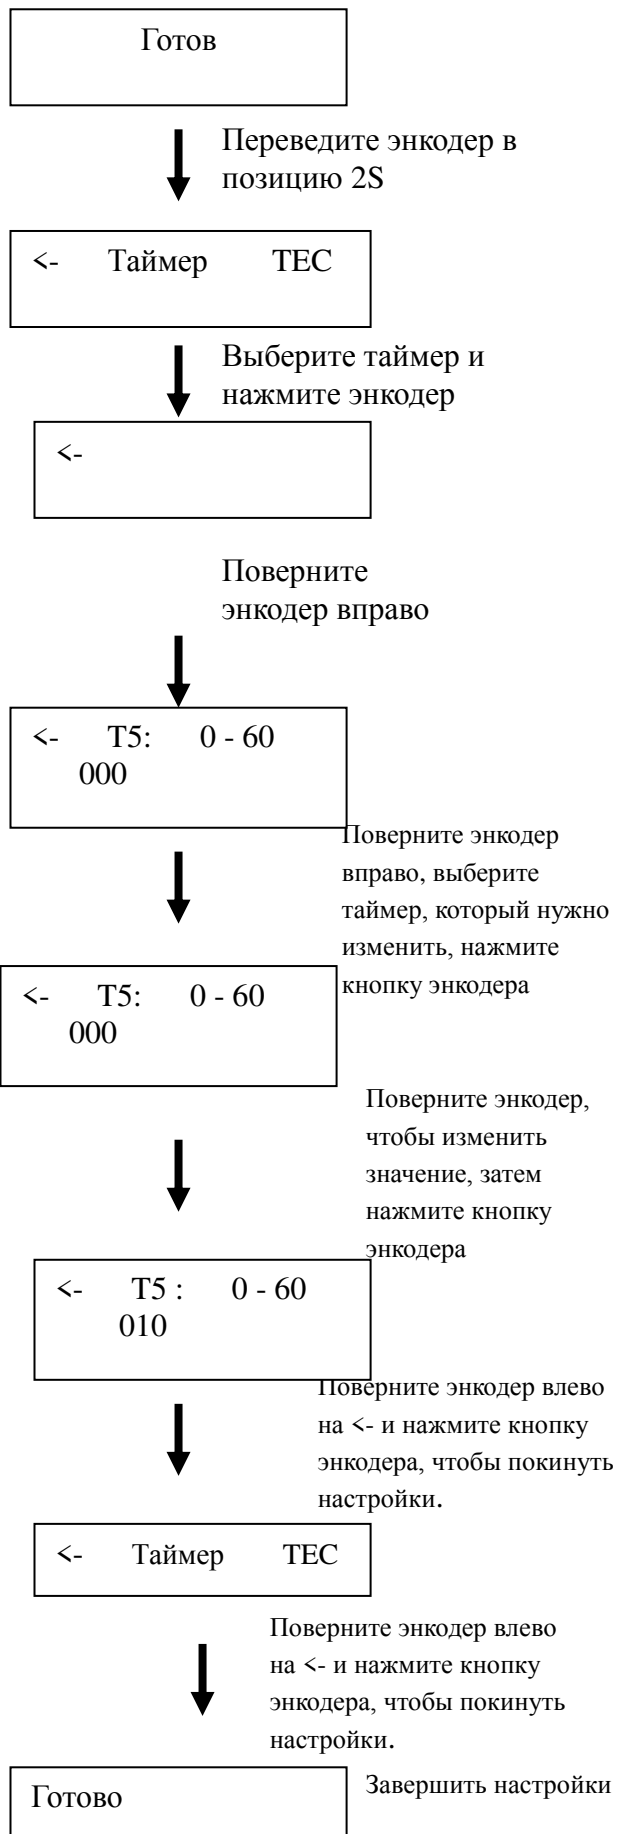 Готов
Переведите энкодер в
позицию 2S
<- Таймер ТЕС
Выберите таймер и
нажмите энкодер
<-
Поверните
энкодер вправо
<- T5: 0 - 60
000
Поверните энкодер
вправо, выберите
таймер, который нужно
изменить, нажмите
кнопку энкодера
<- T5: 0 - 60
000
Поверните энкодер,
чтобы изменить
значение, затем
нажмите кнопку
энкодера
<- T5 : 0 - 60
010
Поверните энкодер влево
на <- и нажмите кнопку
энкодера, чтобы покинуть
настройки.
<- Таймер ТЕС
Поверните энкодер влево
на <- и нажмите кнопку
энкодера, чтобы покинуть
настройки.
Готово
Завершить настройки